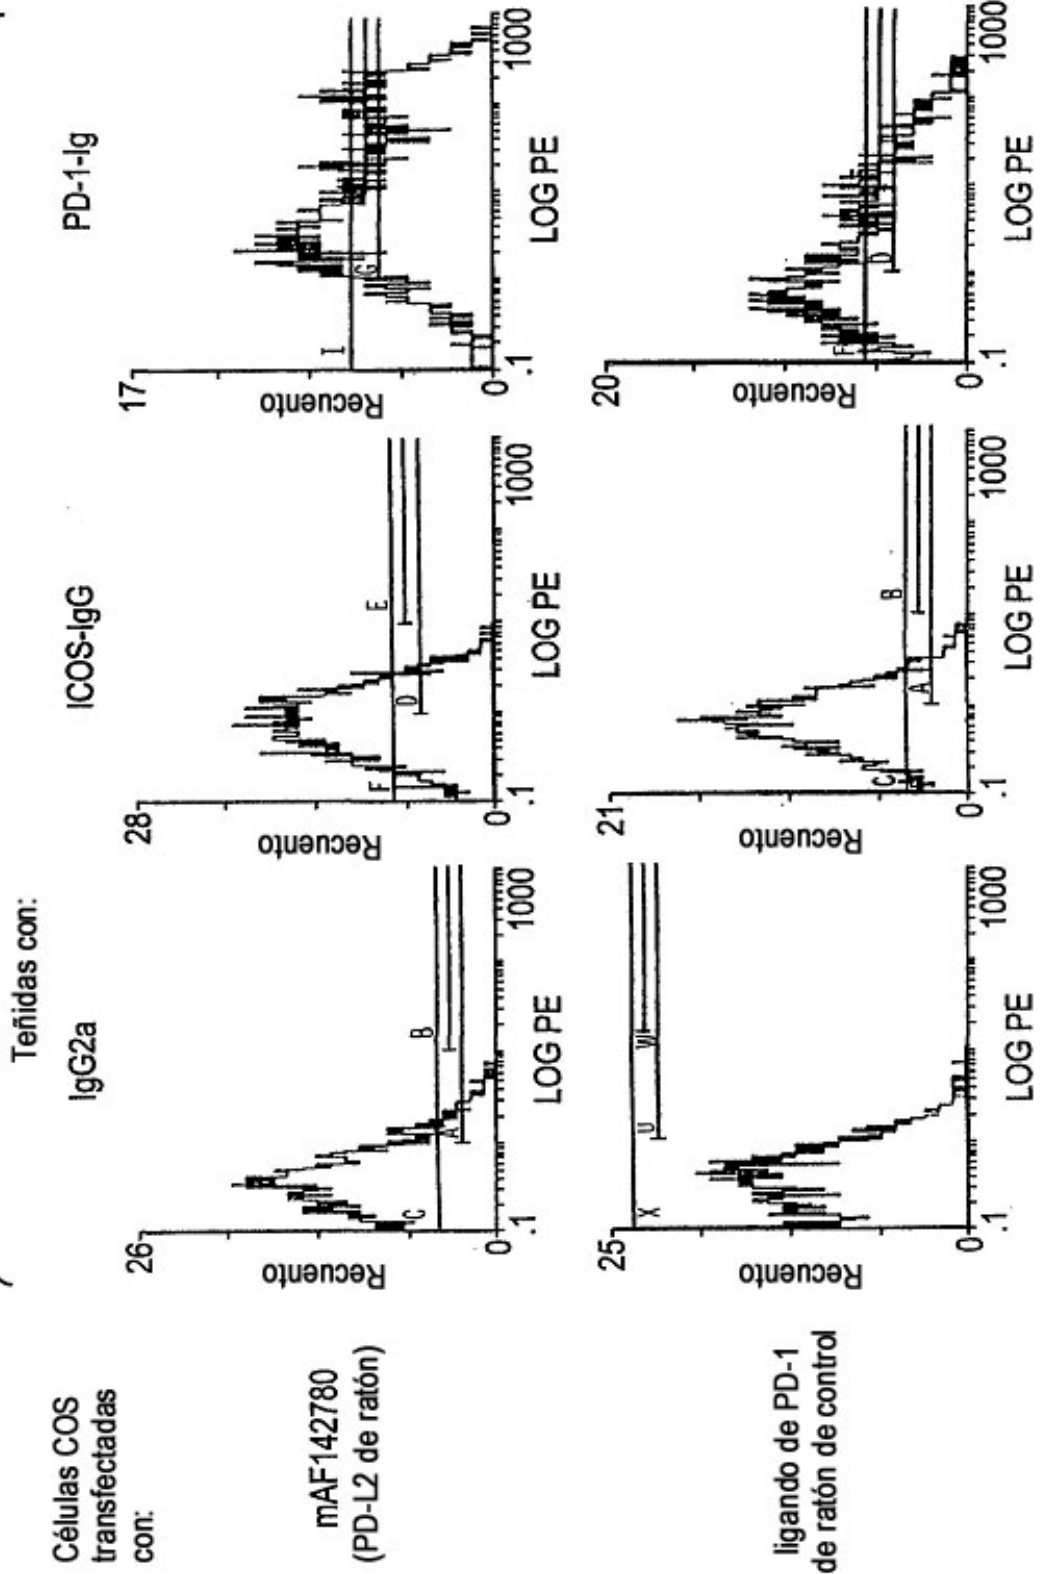 Teñidas con:
Células COS
transfectadas
con:
IgG2a
ICOS-IgG
PD-1-Ig
mAF142780
(PD-L2 de ratón)
26
Recuento
0
.1
1000
LOG PE
C
A
B
28
Recuento
0
.1
1000
LOG PE
F
D
E
17
Recuento
0
.1
1000
LOG PE
I
G
ligando de PD-1
de ratón de control
25
Recuento
0
.1
1000
LOG PE
X
U
W
21
Recuento
0
.1
1000
LOG PE
C
A
B
20
Recuento
0
.1
1000
LOG PE
F
D